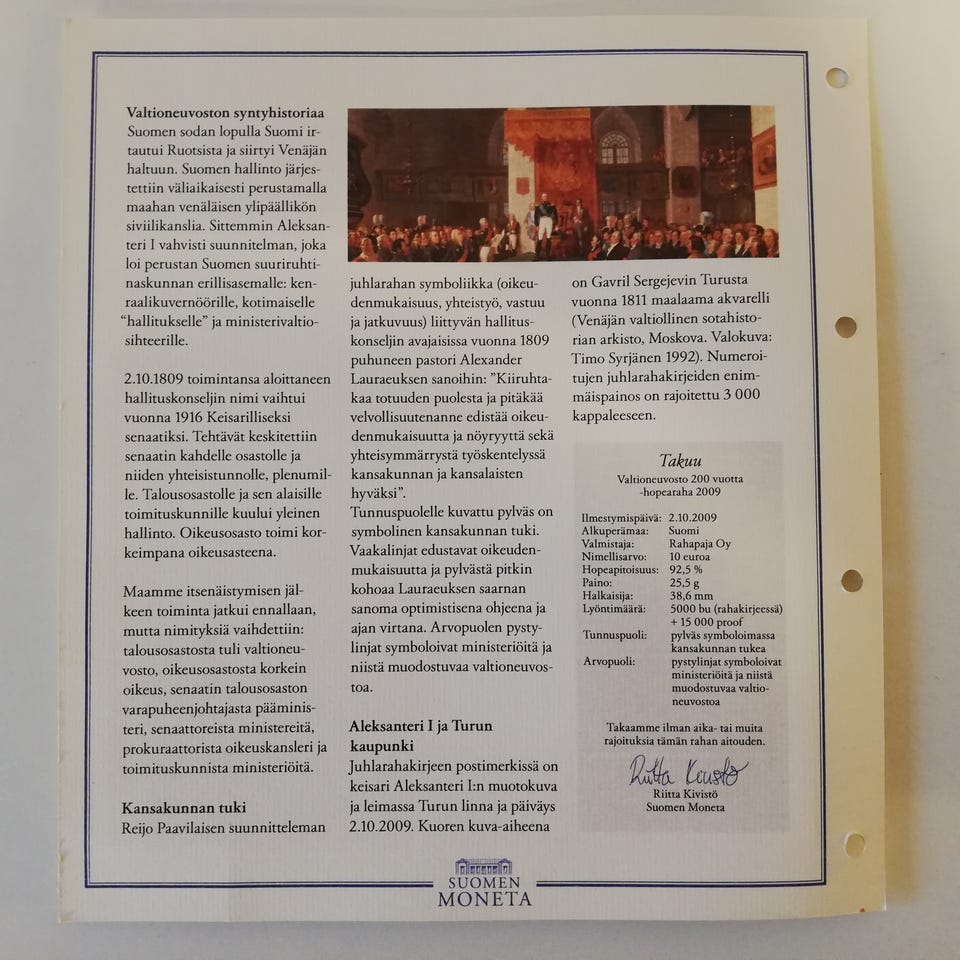 Valtioneuvoston syntyhistoriaa
Suomen sodan lopulla Suomi ir-
tautui Ruotsista ja siirtyi Venäjän
haltuun. Suomen hallinto järjes-
tettiin väliaikaisesti perustamalla
maahan venäläisen ylipäällikön
siviilikanslia. Sittemmin Aleksan-
teri I vahvisti suunnitelman, joka
loi perustan Suomen suuriruhti-
naskunnan erillisasemalle: ken-
raalikuvernöörille, kotimaiselle
“hallitukselle” ja ministerivaltio-
sihteerille.
2.10.1809 toimintansa aloittaneen
hallituskonseljin nimi vaihtui
vuonna 1916 Keisarilliseksi
senaatiksi. Tehtävät keskitettiin
senaatin kahdelle osastolle ja
niiden yhteisistunnolle, plenumil-
le. Talousosastolle ja sen alaisille
toimituskunnille kuului yleinen
hallinto. Oikeusosasto toimi kor-
keimpana oikeusasteena.
Maamme itsenäistymisen jäl-
keen toiminta jatkui ennallaan,
mutta nimityksiä vaihdettiin:
talousosastosta tuli valtioneu-
vosto, oikeusosastosta korkein
oikeus, senaatin talousosaston
varapuheenjohtajasta pääminis-
teri, senaattoreista ministereitä,
prokuraattorista oikeuskansleri ja
toimituskunnista ministeriöitä.
Kansakunnan tuki
Reijo Paavilaisen suunnitteleman
juhlarahan symboliikka (oikeu-
denmukaisuus, yhteistyö, vastuu
ja jatkuvuus) liittyvän hallitus-
konseljin avajaisissa vuonna 1809
puhuneen pastori Alexander
Lauraeuksen sanoihin: ”Kiiruhta-
kaa totuuden puolesta ja pitäkää
velvollisuutenanne edistää oikeu-
denmukaisuutta ja nöyryyttä sekä
yhteisymmärrystä työskentelyssä
kansakunnan ja kansalaisten
hyväksi”.
Tunnuspuolelle kuvattu pylväs on
symbolinen kansakunnan tuki.
Vaakalinjat edustavat oikeuden-
mukaisuutta ja pylvästä pitkin
kohoaa Lauraeuksen saarnan
sanoma optimistisena ohjeena ja
ajan virtana. Arvopuolen pysty-
linjat symboloivat ministeriöitä ja
niistä muodostuvaa valtioneuvos-
toa.
Aleksanteri I ja Turun
kaupunki
Juhlarahakirjeen postimerkissä on
keisari Aleksanteri I:n muotokuva
ja leimassa Turun linna ja päiväys
2.10.2009. Kuoren kuva-aiheena
on Gavril Sergejevin Turusta
vuonna 1811 maalaama akvarelli
(Venäjän valtiollinen sotahisto-
rian arkisto, Moskova. Valokuva:
Timo Syrjänen 1992). Numeroi-
tujen juhlarahakirjeiden enim-
mäispainos on rajoitettu 3 000
kappaleeseen.
Takuu
Valtioneuvosto 200 vuotta
-hopearaha 2009
Ilmestymispäivä: 2.10.2009
Alkuperämaa: Suomi
Valmistaja: Rahapaja Oy
Nimellisarvo: 10 euroa
Hopeapitoisuus: 92,5 %
Paino: 25,5 g
Halkaisija: 38,6 mm
Lyöntimäärä: 5000 bu (rahakirjeessä)
+ 15 000 proof
Tunnuspuoli: pylväs symboloimassa
kansakunnan tukea
Arvopuoli: pystylinjat symboloivat
ministeriöitä ja niistä
muodostuvaa valtio-
neuvostoa
Takaamme ilman aika- tai muita
rajoituksia tämän rahan aitouden.
Riitta Kivistö
Riitta Kivistö
Suomen Moneta
SUOMEN
MONETA